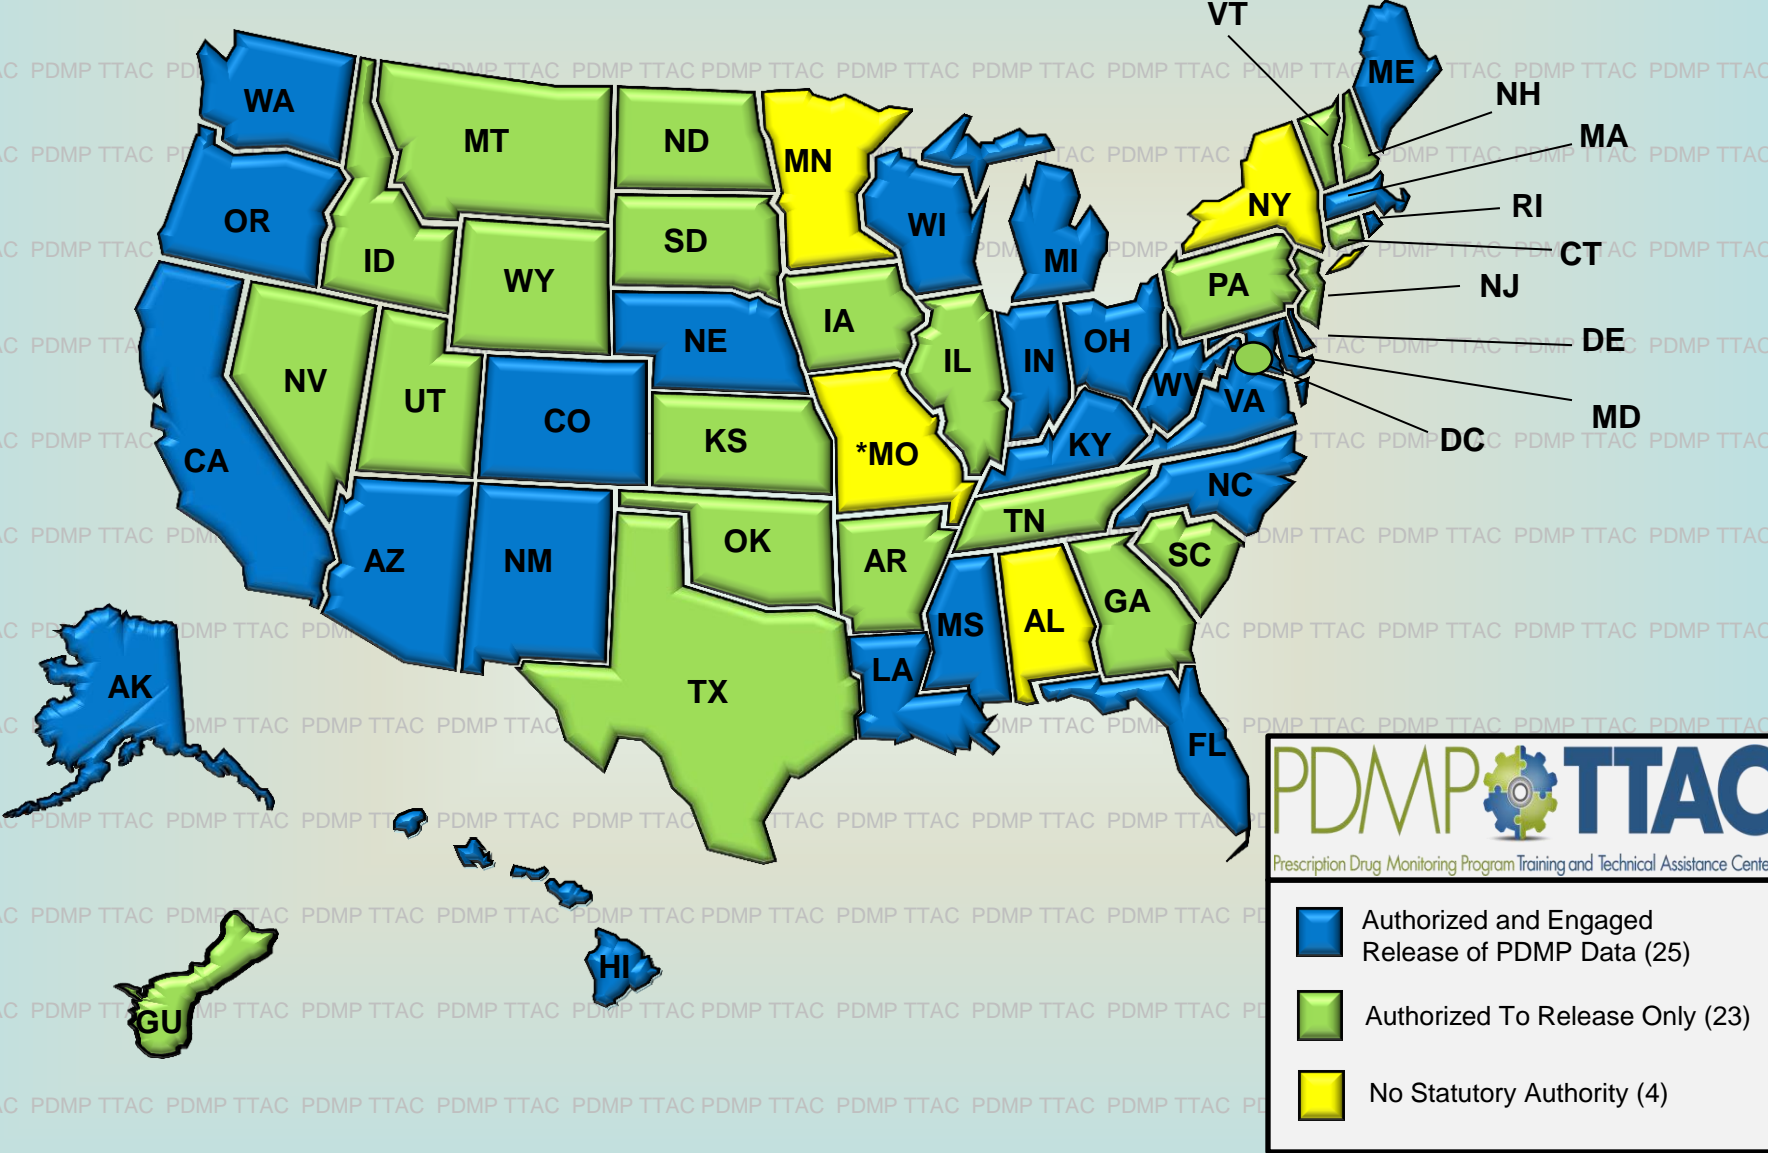 VT
ME
WA
NH
MT
ND
MN
MA
OR
WI
NY
RI
ID
SD
MI
CT
WY
PA
NJ
IA
NE
OH
DE
NV
UT
CO
IL
IN
WV
VA
MD
CA
KS
*MO
KY
DC
NC
AZ
NM
OK
AR
TN
SC
GA
MS
AL
LA
TX
AK
FL
HI
GU
PDMP TTAC
Prescription Drug Monitoring Program Training and Technical Assistance Cente
Authorized and Engaged
Release of PDMP Data (25)
Authorized To Release Only (23)
No Statutory Authority (4)